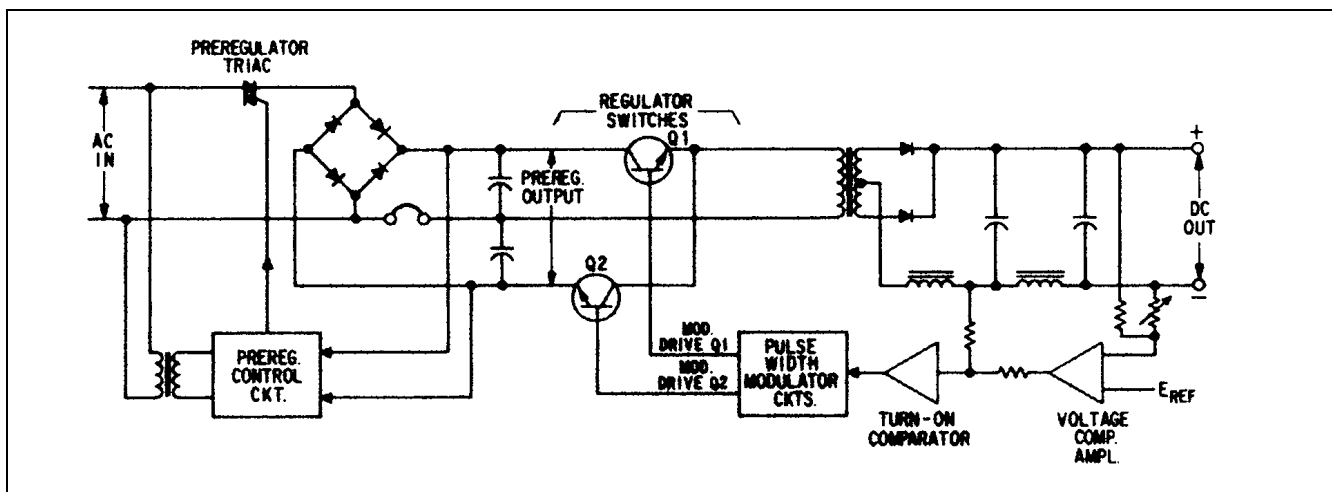 PREREGULATOR
TRIAC
AC
IN
REGULATOR
SWITCHES
Q1
PREREG.
OUTPUT
+
DC
OUT
-
Q2
MOD.
DRIVE Q1
MOD.
DRIVE Q2
PREREG.
CONTROL
CKT.
PULSE
WIDTH
MODULATOR
CKTS.
TURN-ON
COMPARATOR
VOLTAGE
COMP.
AMPL.
EREF